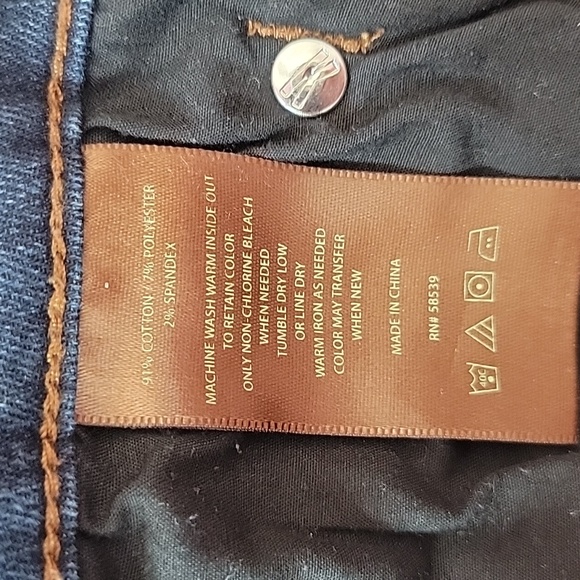 91% COTTON / 7% POLYESTER
2% SPANDEX
MACHINE WASH WARM INSIDE OUT
TO RETAIN COLOR
ONLY NON-CHLORINE BLEACH
WHEN NEEDED
TUMBLE DRY LOW
OR LINE DRY
WARM IRON AS NEEDED
COLOR MAY TRANSFER
WHEN NEW
MADE IN CHINA
RN# 58539
40C